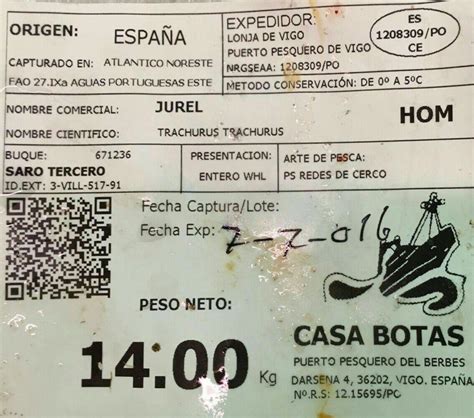 ORIGEN: ESPAÑA
CAPTURADO EN: ATLANTICO NORESTE
FAO 27.IXa AGUAS PORTUGUESAS ESTE
EXPEDIDOR:
LONJA DE VIGO
PUERTO PESQUERO DE VIGO
NRGSEAA: 1208309/PO
ES
1208309/PO
CE
METODO CONSERVACIÓN: DE 0º A 5ºC
NOMBRE COMERCIAL: JUREL HOM
NOMBRE CIENTIFICO: TRACHURUS TRACHURUS
BUQUE: 671236
SARO TERCERO
ID.EXT: 3-VILL-517-91
PRESENTACION:
ENTERO WHL
ARTE DE PESCA:
PS REDES DE CERCO
Fecha Captura/Lote:
Fecha Exp: 7-7-016
PESO NETO:
14.00 Kg
CASA BOTAS
PUERTO PESQUERO DEL BERBES
DARSENA 4, 36202, VIGO. ESPAÑA
Nº.R.S: 12.15695/PO